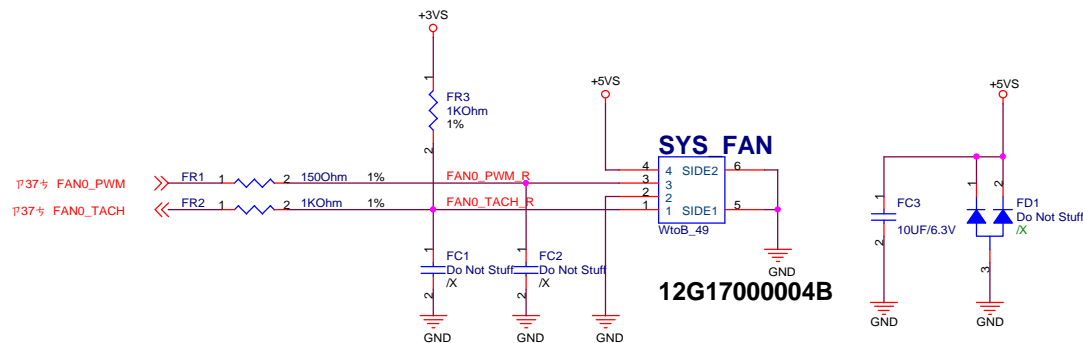 +3VS
1
FR3
1KOhm
1%
2
+5VS
SYS_FAN
4 SIDE2 6
3 3
2 2
1 1 SIDE1 5
WtoB_49
12G17000004B
GND
37 FAN0_PWM
FR1 1 2 150Ohm 1% FAN0_PWM_R
37 FAN0_TACH
FR2 1 2 1KOhm 1% FAN0_TACH_R
1
FC1
Do Not Stuff
/X
2
GND
1
FC2
Do Not Stuff
/X
2
GND
GND
+5VS
1
FC3
10UF/6.3V
2
GND
1 2
FD1
Do Not Stuff
/X
3
GND